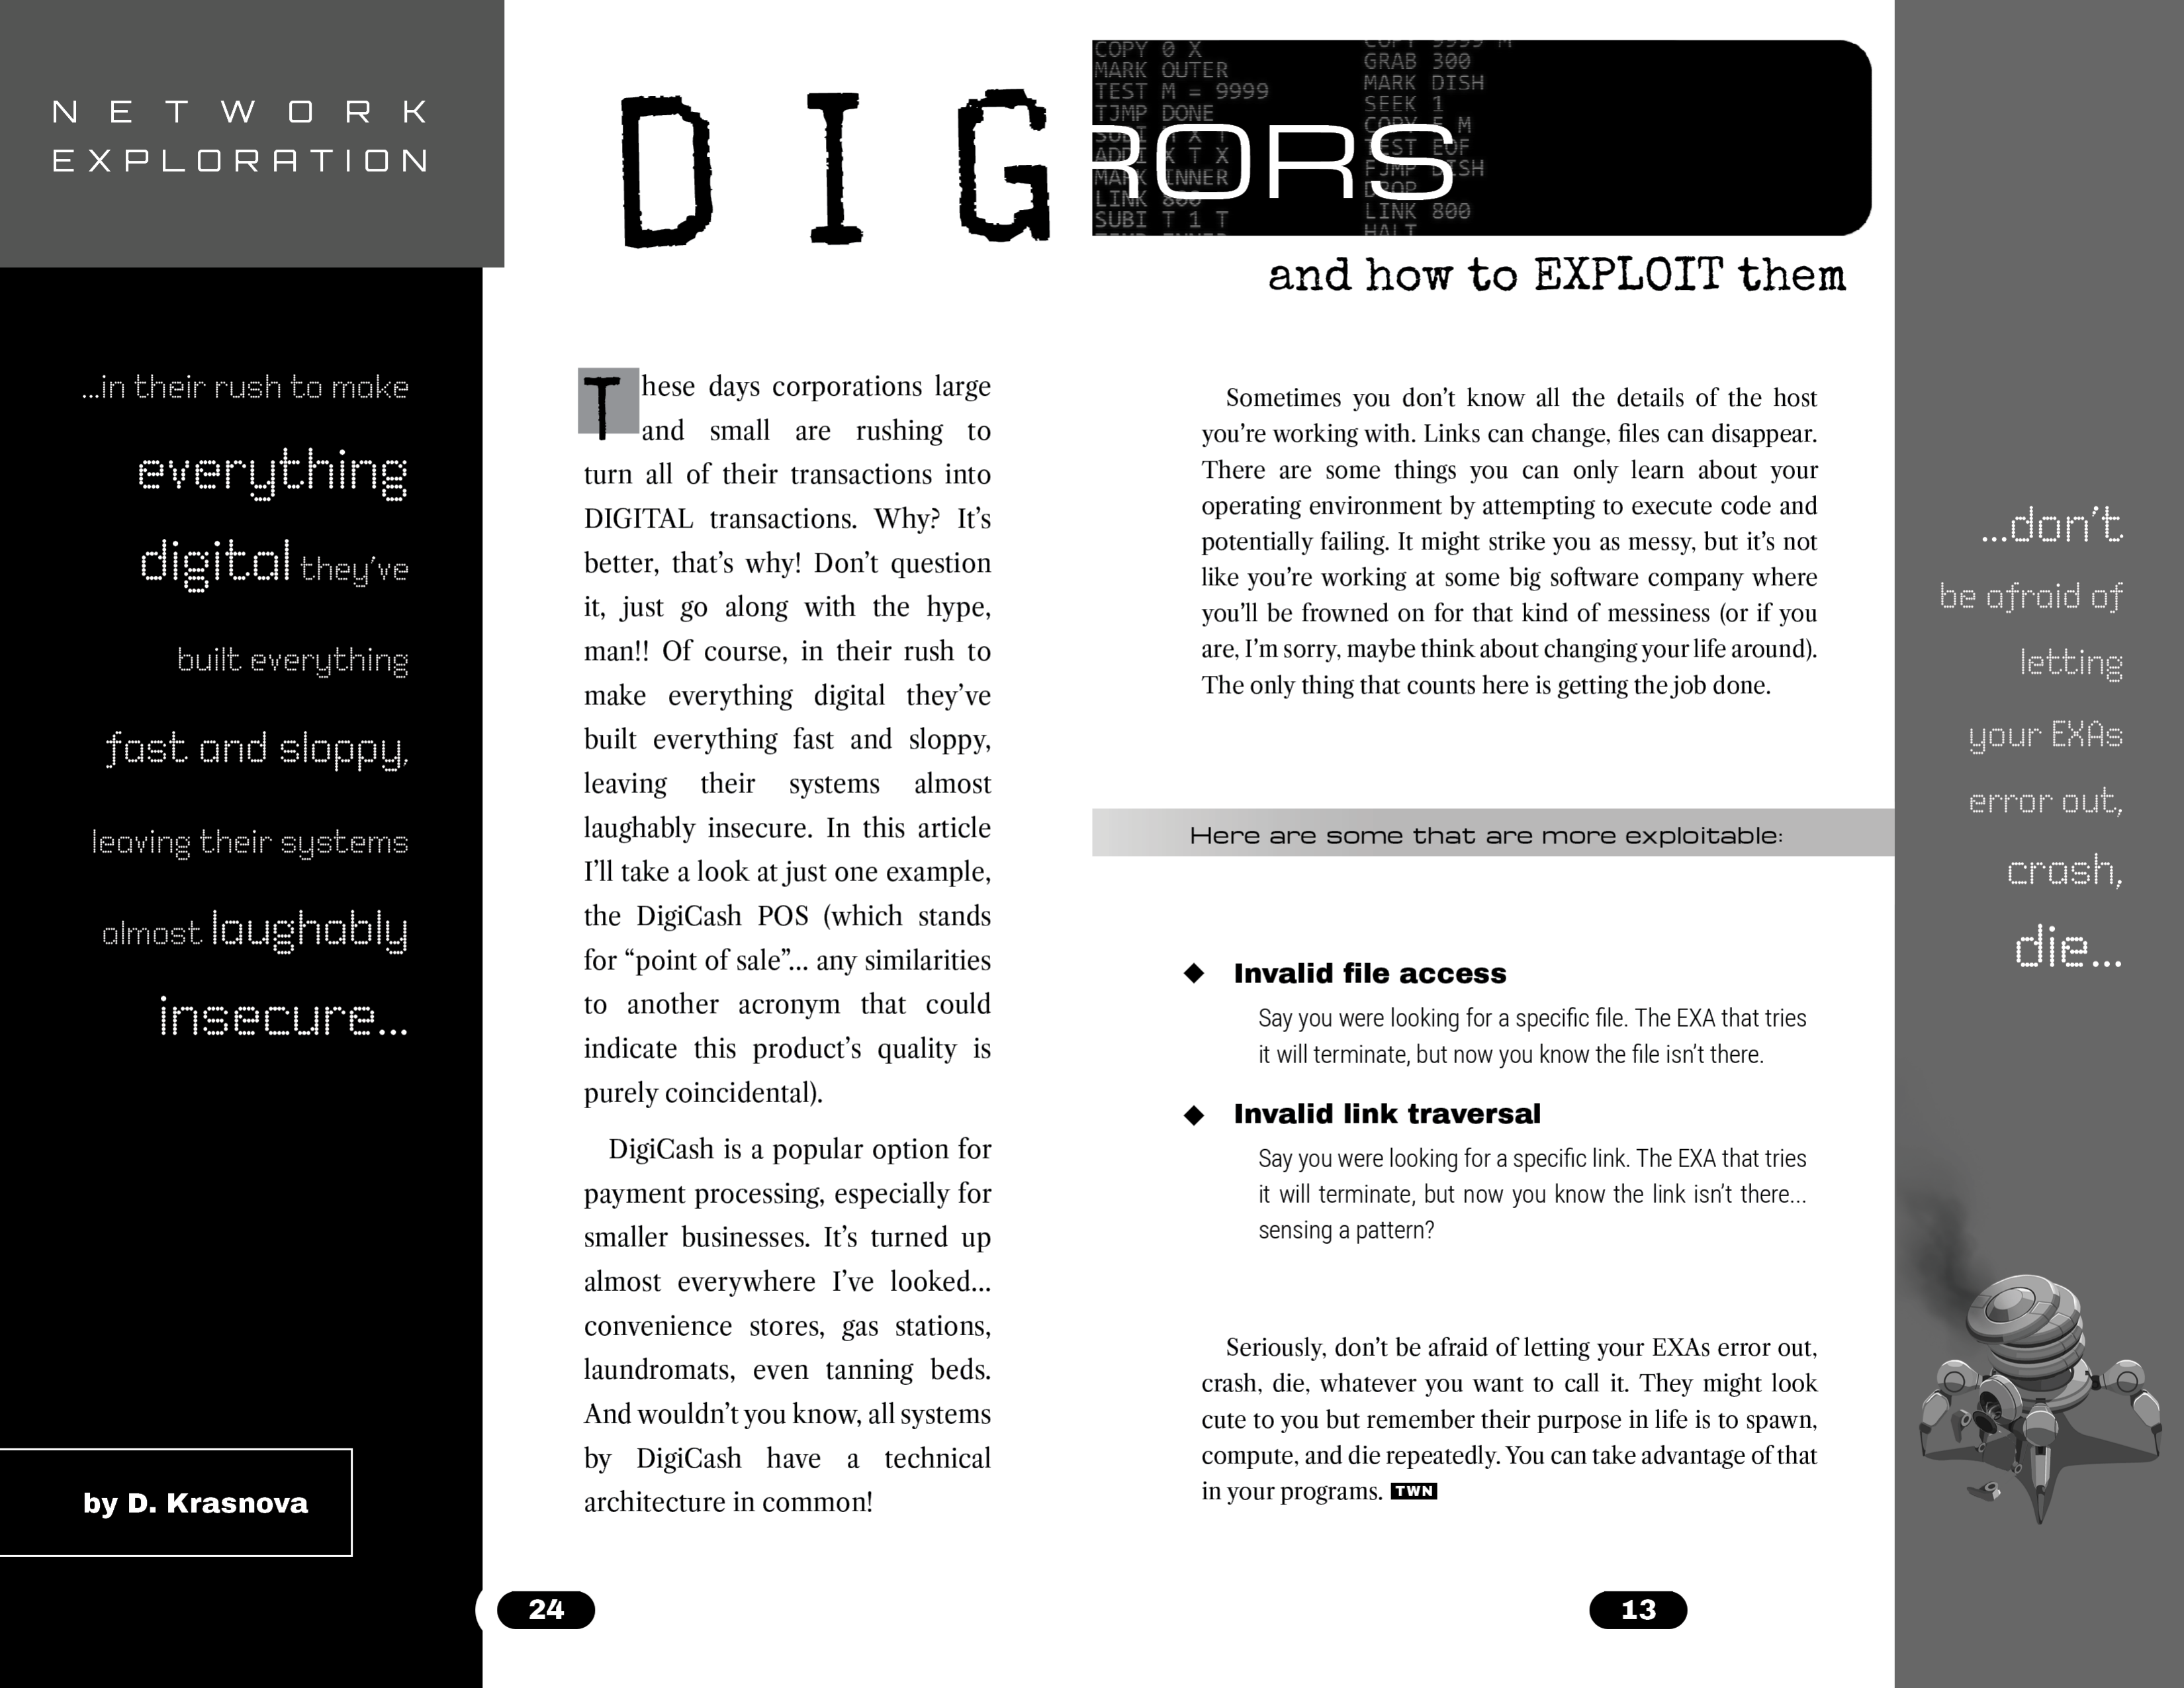 NETWORK
EXPLORATION
...in their rush to make
everything
digital they've
built everything
fast and sloppy,
leaving their systems
almost laughably
insecure...
by D. Krasnova
DIG
These days corporations large
and small are rushing to
turn all of their transactions into
DIGITAL transactions. Why? It's
better, that's why! Don't question
it, just go along with the hype,
man!! Of course, in their rush to
make everything digital they've
built everything fast and sloppy,
leaving their systems almost
laughably insecure. In this article
I'll take a look at just one example,
the DigiCash POS (which stands
for “point of sale”... any similarities
to another acronym that could
indicate this product's quality is
purely coincidental).
DigiCash is a popular option for
payment processing, especially for
smaller businesses. It's turned up
almost everywhere I've looked...
convenience stores, gas stations,
laundromats, even tanning beds.
And wouldn't you know, all systems
by DigiCash have a technical
architecture in common!
24
COPY 0 X
MARK OUTER
TEST M = 9999
TJMP DONE
SUBI X T
ADDI X T X
MARK INNER
LINK 800
SUBI T 1 T
COPY 9999 M
GRAB 300
MARK DISH
SEEK 1
COPY F M
TEST EOF
FJMP DISH
DROP
LINK 800
HALT
RORS
and how to EXPLOIT them
Sometimes you don't know all the details of the host
you're working with. Links can change, files can disappear.
There are some things you can only learn about your
operating environment by attempting to execute code and
potentially failing. It might strike you as messy, but it's not
like you're working at some big software company where
you'll be frowned on for that kind of messiness (or if you
are, I'm sorry, maybe think about changing your life around).
The only thing that counts here is getting the job done.
Here are some that are more exploitable:
◆ Invalid file access
Say you were looking for a specific file. The EXA that tries
it will terminate, but now you know the file isn't there.
◆ Invalid link traversal
Say you were looking for a specific link. The EXA that tries
it will terminate, but now you know the link isn't there...
sensing a pattern?
Seriously, don't be afraid of letting your EXAs error out,
crash, die, whatever you want to call it. They might look
cute to you but remember their purpose in life is to spawn,
compute, and die repeatedly. You can take advantage of that
in your programs. TWN
13
...don't
be afraid of
letting
your EXAs
error out,
crash,
die...